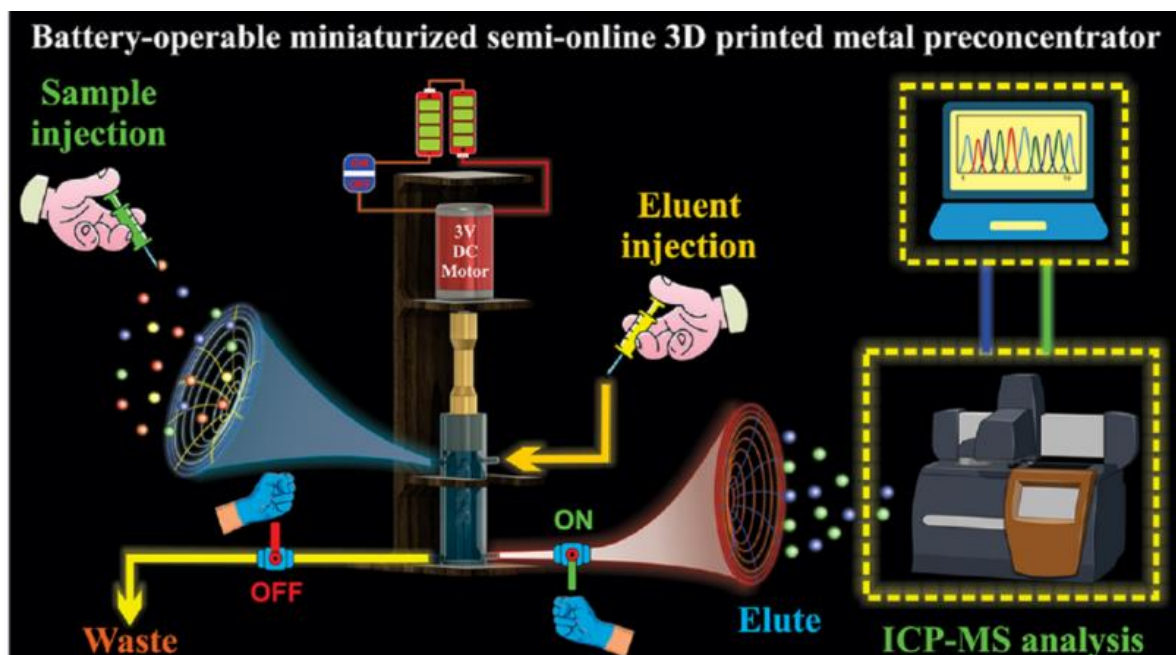 Battery-operable miniaturized semi-online 3D printed metal preconcentrator
Sample
injection
3V
DC
Motor
Eluent
injection
ON
OFF
Waste
Elute
ICP-MS analysis